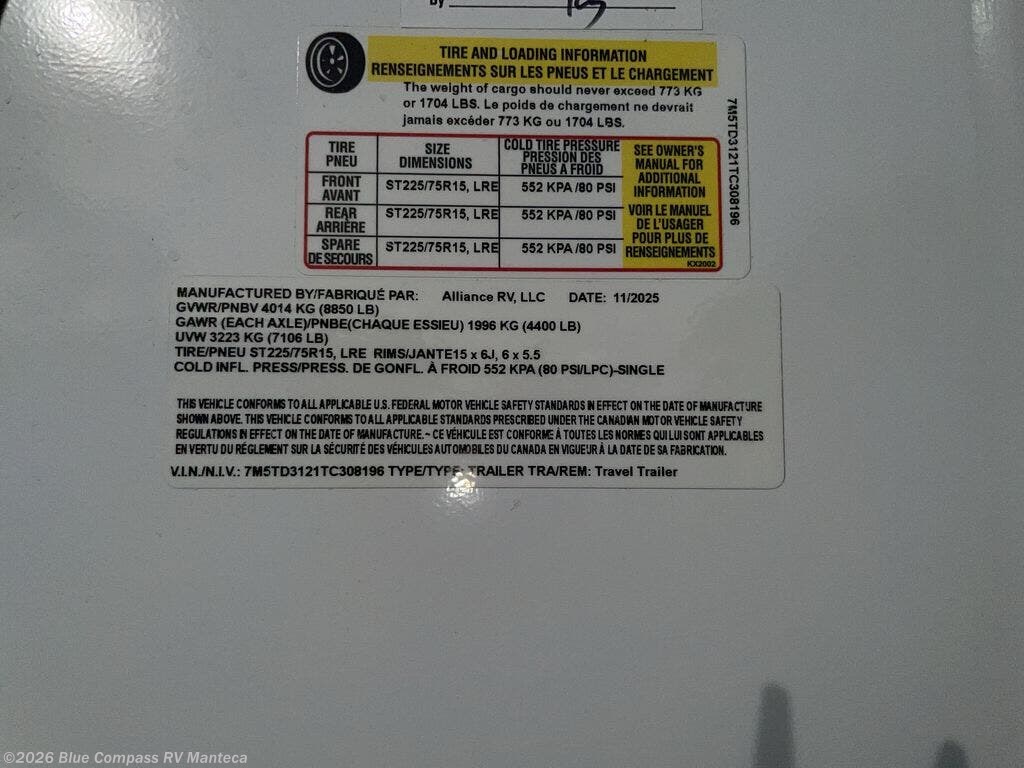 By
TIRE AND LOADING INFORMATION
RENSEIGNEMENTS SUR LES PNEUS ET LE CHARGEMENT
The weight of cargo should never exceed 773 KG
or 1704 LBS. Le poids de chargement ne devrait
jamais excéder 773 KG ou 1704 LBS.
TIRE PNEU SIZE DIMENSIONS COLD TIRE PRESSURE PRESSION DES PNEUS A FROID
FRONT AVANT ST225/75R15, LRE 552 KPA /80 PSI
REAR ARRIÈRE ST225/75R15, LRE 552 KPA /80 PSI
SPARE DE SECOURS ST225/75R15, LRE 552 KPA /80 PSI
SEE OWNER'S
MANUAL FOR
ADDITIONAL
INFORMATION
VOIR LE MANUEL
DE L'USAGER
POUR PLUS DE
RENSEIGNEMENTS
KX2002
7M5TD3121TC308196
MANUFACTURED BY/FABRIQUÉ PAR: Alliance RV, LLC DATE: 11/2025
GVWR/PNBV 4014 KG (8850 LB)
GAWR (EACH AXLE)/PNBE(CHAQUE ESSIEU) 1996 KG (4400 LB)
UVW 3223 KG (7106 LB)
TIRE/PNEU ST225/75R15, LRE RIMS/JANTE15 x 6J, 6 x 5.5
COLD INFL. PRESS/PRESS. DE GONFL. À FROID 552 KPA (80 PSI/LPC)-SINGLE
THIS VEHICLE CONFORMS TO ALL APPLICABLE U.S. FEDERAL MOTOR VEHICLE SAFETY STANDARDS IN EFFECT ON THE DATE OF MANUFACTURE
SHOWN ABOVE. THIS VEHICLE CONFORMS TO ALL APPLICABLE STANDARDS PRESCRIBED UNDER THE CANADIAN MOTOR VEHICLE SAFETY
REGULATIONS IN EFFECT ON THE DATE OF MANUFACTURE. ~ CE VÉHICULE EST CONFORME À TOUTES LES NORMES QUI LUI SONT APPLICABLES
EN VERTU DU RÉGLEMENT SUR LA SÉCURITÉ DES VÉHICULES AUTOMOBILES DU CANADA EN VIGUEUR À LA DATE DE SA FABRICATION.
V.I.N./N.I.V.: 7M5TD3121TC308196 TYPE/TYPE: TRAILER TRA/REM: Travel Trailer
©2026 Blue Compass RV Manteca